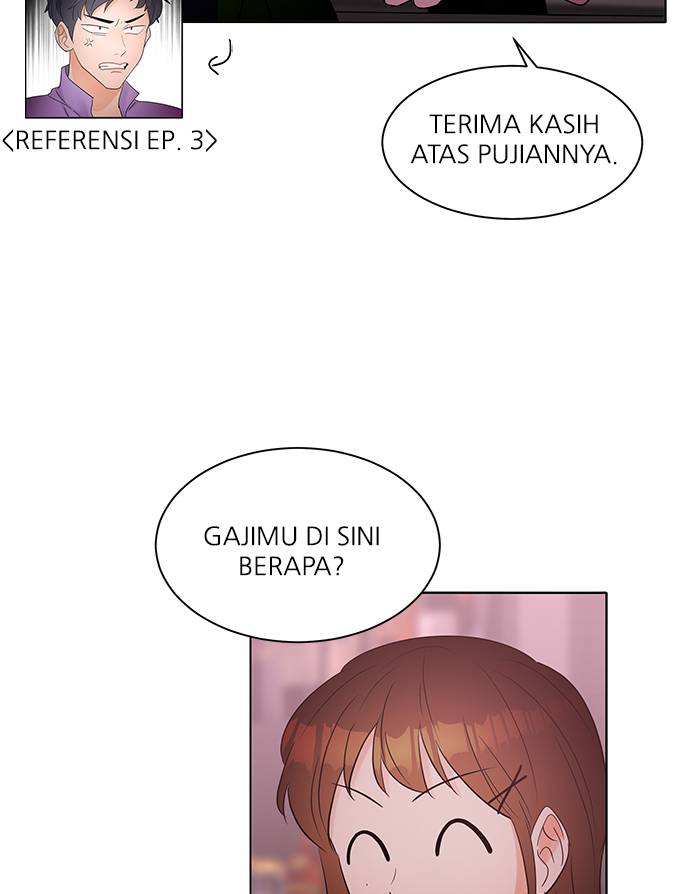 <REFERENSI EP. 3>
TERIMA KASIH
ATAS PUJIANNYA.
GAJIMU DI SINI
BERAPA?